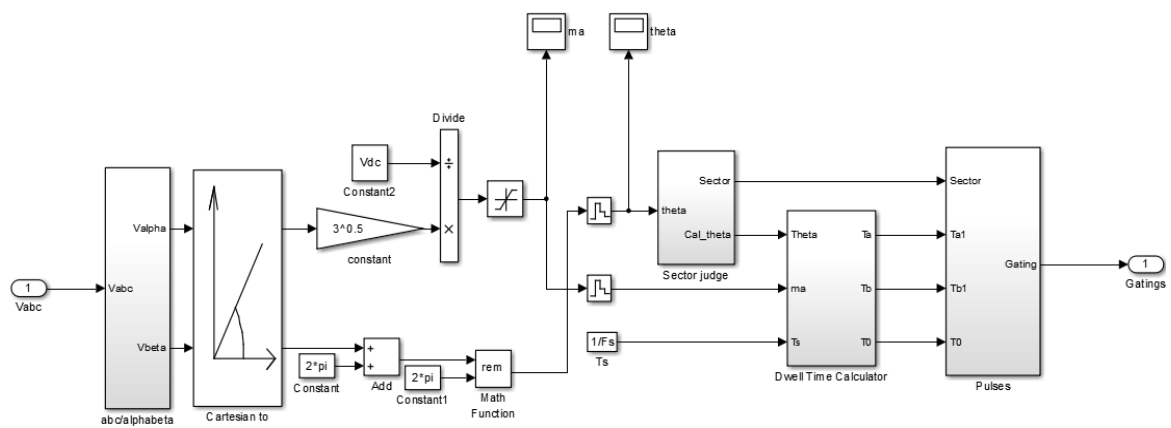 ma
theta
Divide
÷
×
Vdc
Constant2
3^0.5
constant
1
Vabc
Vabc
Valpha
Vbeta
abc/alphabeta
Cartesian to
2*pi
Constant
+
+
Add
2*pi
Constant1
rem
Math
Function
theta
Sector
Cal_theta
Sector judge
1/Fs
Ts
Theta
ma
Ts
Ta
Tb
T0
Dwell Time Calculator
Sector
Ta1
Tb1
T0
Gating
Pulses
1
Gatings